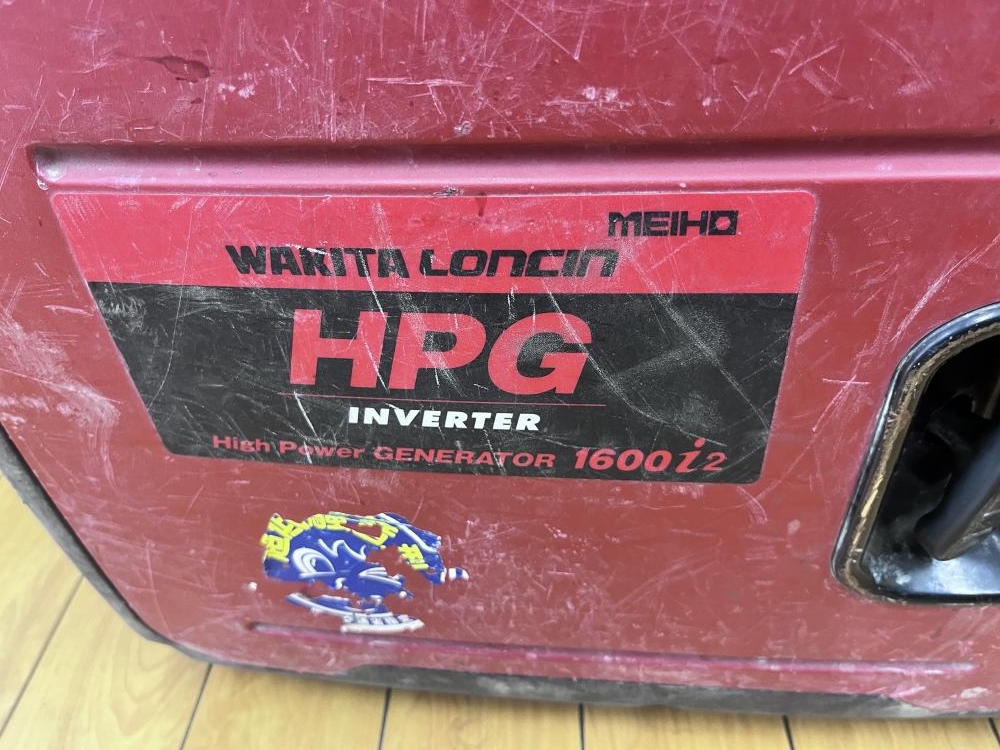 MEIHO
WAKITA LONCIN
HPG
INVERTER
High Power GENERATOR 1600i2